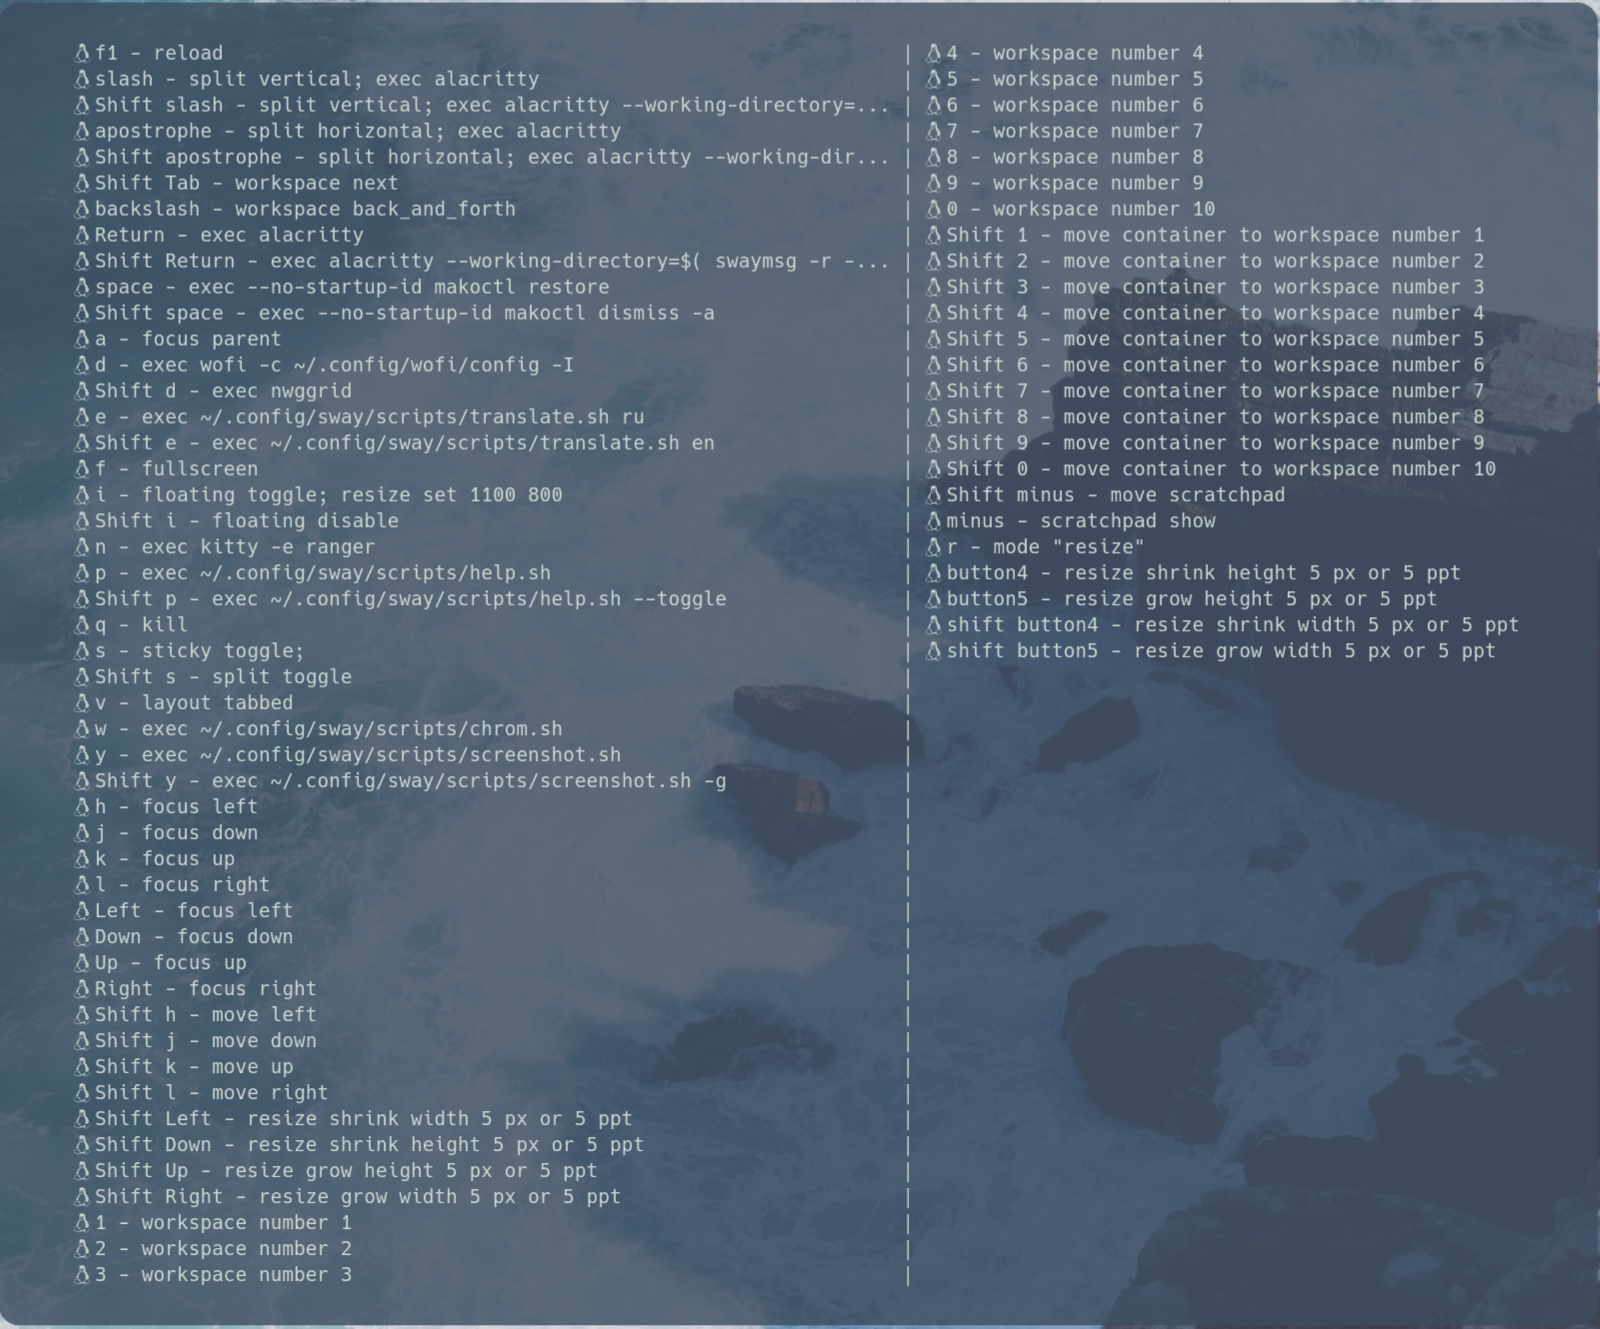 f1 - reload
slash - split vertical; exec alacritty
Shift slash - split vertical; exec alacritty --working-directory=...
apostrophe - split horizontal; exec alacritty
Shift apostrophe - split horizontal; exec alacritty --working-dir...
Shift Tab - workspace next
backslash - workspace back_and_forth
Return - exec alacritty
Shift Return - exec alacritty --working-directory=$( swaymsg -r -...
space - exec --no-startup-id makoctl restore
Shift space - exec --no-startup-id makoctl dismiss -a
a - focus parent
d - exec wofi -c ~/.config/wofi/config -I
Shift d - exec nwggrid
e - exec ~/.config/sway/scripts/translate.sh ru
Shift e - exec ~/.config/sway/scripts/translate.sh en
f - fullscreen
i - floating toggle; resize set 1100 800
Shift i - floating disable
n - exec kitty -e ranger
p - exec ~/.config/sway/scripts/help.sh
Shift p - exec ~/.config/sway/scripts/help.sh --toggle
q - kill
s - sticky toggle;
Shift s - split toggle
v - layout tabbed
w - exec ~/.config/sway/scripts/chrom.sh
y - exec ~/.config/sway/scripts/screenshot.sh
Shift y - exec ~/.config/sway/scripts/screenshot.sh -g
h - focus left
j - focus down
k - focus up
l - focus right
Left - focus left
Down - focus down
Up - focus up
Right - focus right
Shift h - move left
Shift j - move down
Shift k - move up
Shift l - move right
Shift Left - resize shrink width 5 px or 5 ppt
Shift Down - resize shrink height 5 px or 5 ppt
Shift Up - resize grow height 5 px or 5 ppt
Shift Right - resize grow width 5 px or 5 ppt
1 - workspace number 1
2 - workspace number 2
3 - workspace number 3
4 - workspace number 4
5 - workspace number 5
6 - workspace number 6
7 - workspace number 7
8 - workspace number 8
9 - workspace number 9
0 - workspace number 10
Shift 1 - move container to workspace number 1
Shift 2 - move container to workspace number 2
Shift 3 - move container to workspace number 3
Shift 4 - move container to workspace number 4
Shift 5 - move container to workspace number 5
Shift 6 - move container to workspace number 6
Shift 7 - move container to workspace number 7
Shift 8 - move container to workspace number 8
Shift 9 - move container to workspace number 9
Shift 0 - move container to workspace number 10
Shift minus - move scratchpad
minus - scratchpad show
r - mode "resize"
button4 - resize shrink height 5 px or 5 ppt
button5 - resize grow height 5 px or 5 ppt
shift button4 - resize shrink width 5 px or 5 ppt
shift button5 - resize grow width 5 px or 5 ppt